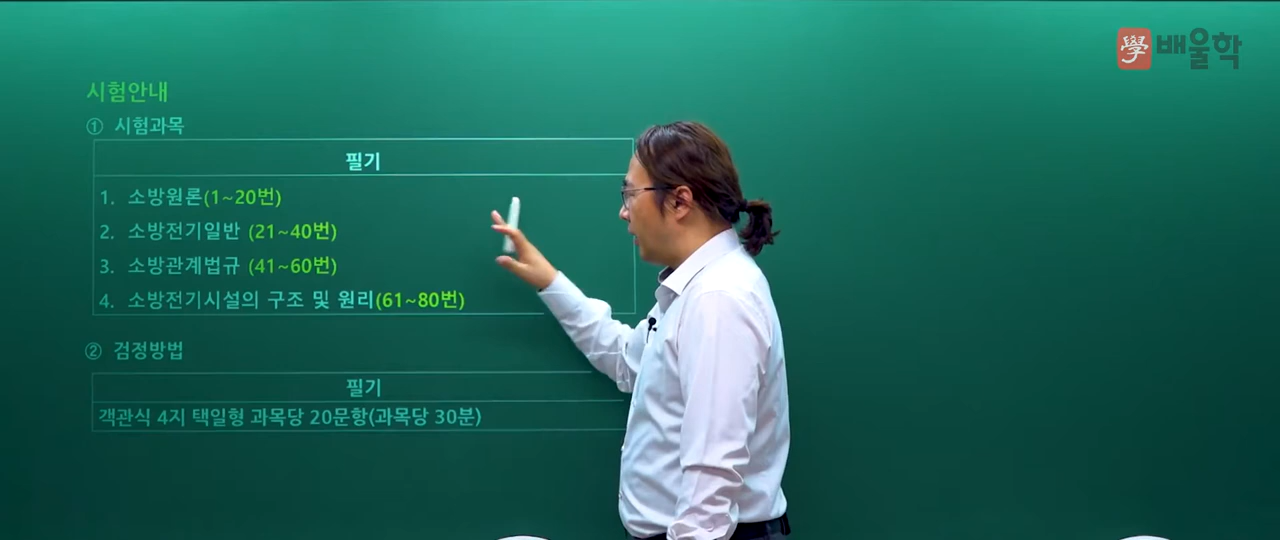 學 배울학
시험안내
① 시험과목
필기
1. 소방원론(1~20번)
2. 소방전기일반 (21~40번)
3. 소방관계법규 (41~60번)
4. 소방전기시설의 구조 및 원리(61~80번)
② 검정방법
필기
객관식 4지 택일형 과목당 20문항(과목당 30분)